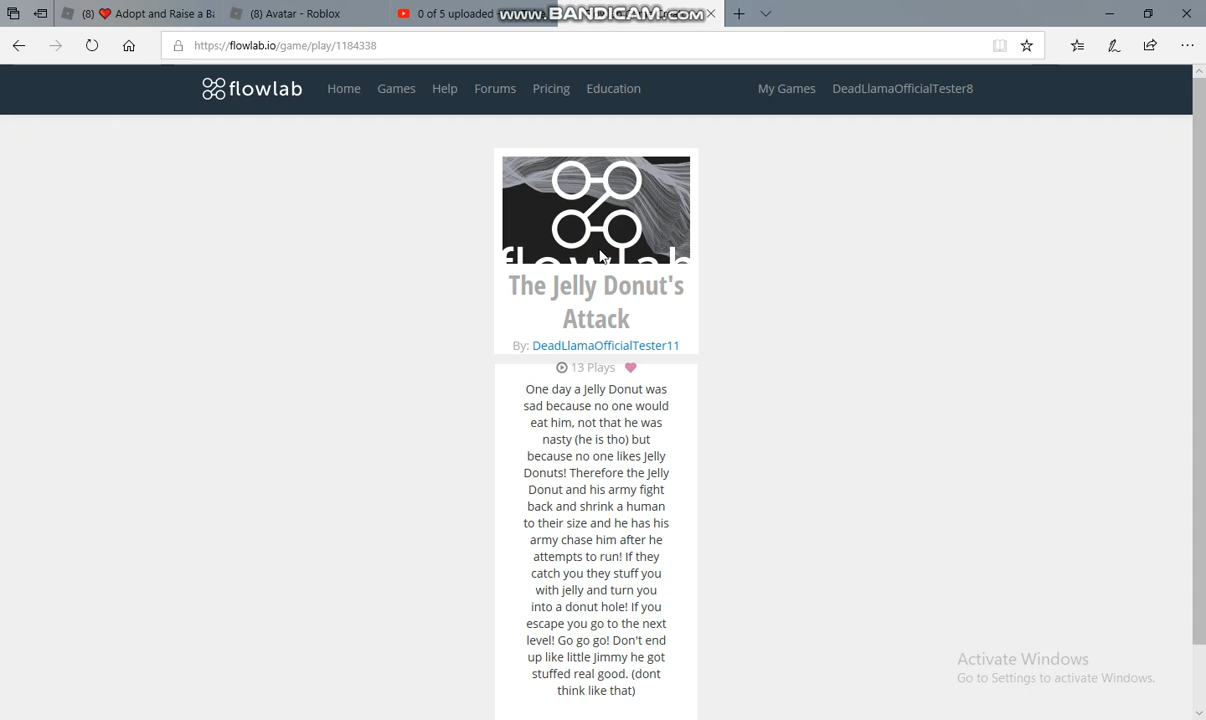 (8) ❤ Adopt and Raise a Ba
(8) Avatar - Roblox
0 of 5 uploaded
www.BANDICAM.com
https://flowlab.io/game/play/1184338
flowlab
Home
Games
Help
Forums
Pricing
Education
My Games
DeadLlamaOfficialTester8
flowlab
The Jelly Donut's
Attack
By: DeadLlamaOfficialTester11
13 Plays
One day a Jelly Donut was
sad because no one would
eat him, not that he was
nasty (he is tho) but
because no one likes Jelly
Donuts! Therefore the Jelly
Donut and his army fight
back and shrink a human
to their size and he has his
army chase him after he
attempts to run! If they
catch you they stuff you
with jelly and turn you
into a donut hole! If you
escape you go to the next
level! Go go go! Don't end
up like little Jimmy he got
stuffed real good. (dont
think like that)
Activate Windows
Go to Settings to activate Windows.